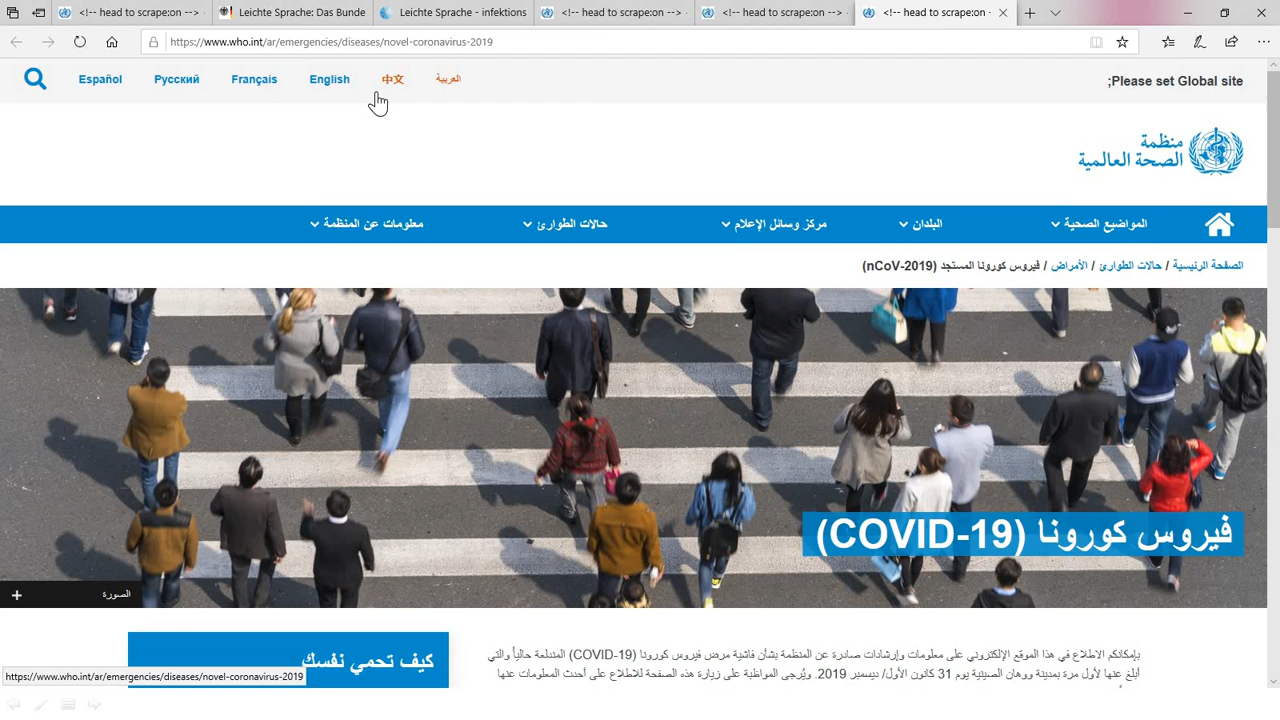 <!-- head to scrape:on -->
Leichte Sprache: Das Bunde
Leichte Sprache - infektions
<!-- head to scrape:on -->
<!-- head to scrape:on -->
<!-- head to scrape:on -
https://www.who.int/ar/emergencies/diseases/novel-coronavirus-2019
Español Русский Français English 中文 العربية
;Please set Global site
منظمة
الصحة العالمية
المواضيع الصحية البلدان مركز وسائل الإعلام حالات الطوارئ معلومات عن المنظمة
الصفحة الرئيسية / حالات الطوارئ / الأمراض / فيروس كورونا المستجد (2019-nCoV)
فيروس كورونا (COVID-19)
الصورة
بإمكانكم الاطلاع في هذا الموقع الإلكتروني على معلومات وإرشادات صادرة عن المنظمة بشأن فاشية مرض فيروس كورونا (COVID-19) المندلعة حالياً والتي
أبلغ عنها لأول مرة بمدينة ووهان الصينية يوم 31 كانون الأول/ ديسمبر 2019. ويُرجى المواظبة على زيارة هذه الصفحة للاطلاع على أحدث المعلومات عنها
كيف تحمي نفسك
https://www.who.int/ar/emergencies/diseases/novel-coronavirus-2019